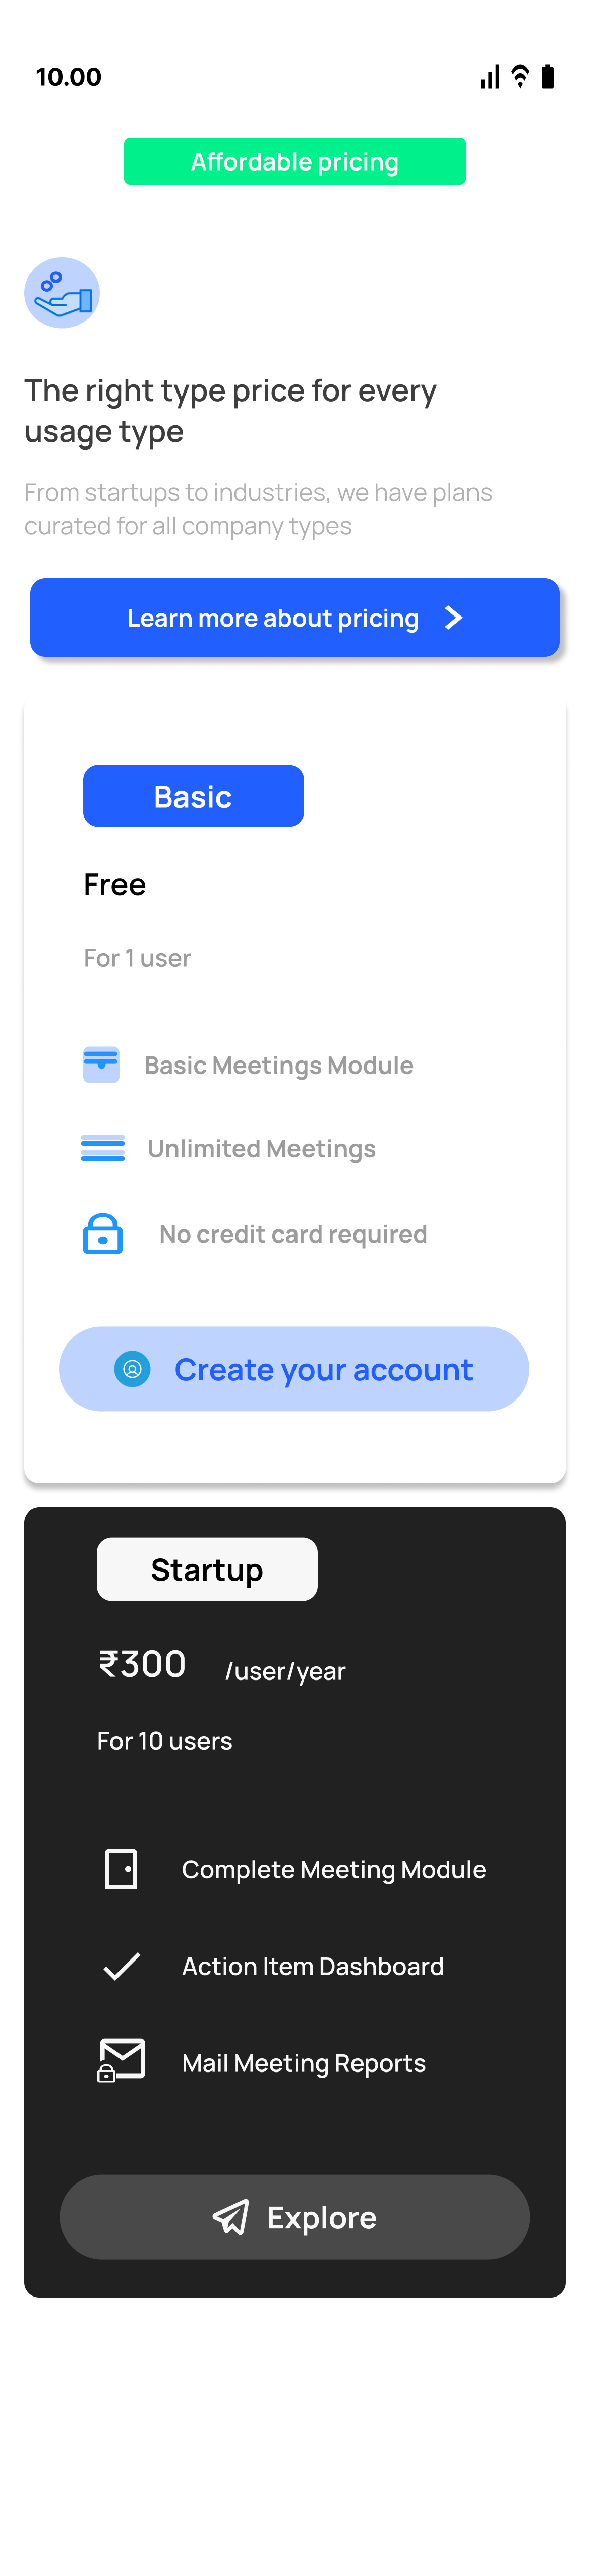 10.00
Affordable pricing
The right type price for every
usage type
From startups to industries, we have plans
curated for all company types
Learn more about pricing
Basic
Free
For 1 user
Basic Meetings Module
Unlimited Meetings
No credit card required
Create your account
Startup
₹300 /user/year
For 10 users
Complete Meeting Module
Action Item Dashboard
Mail Meeting Reports
Explore